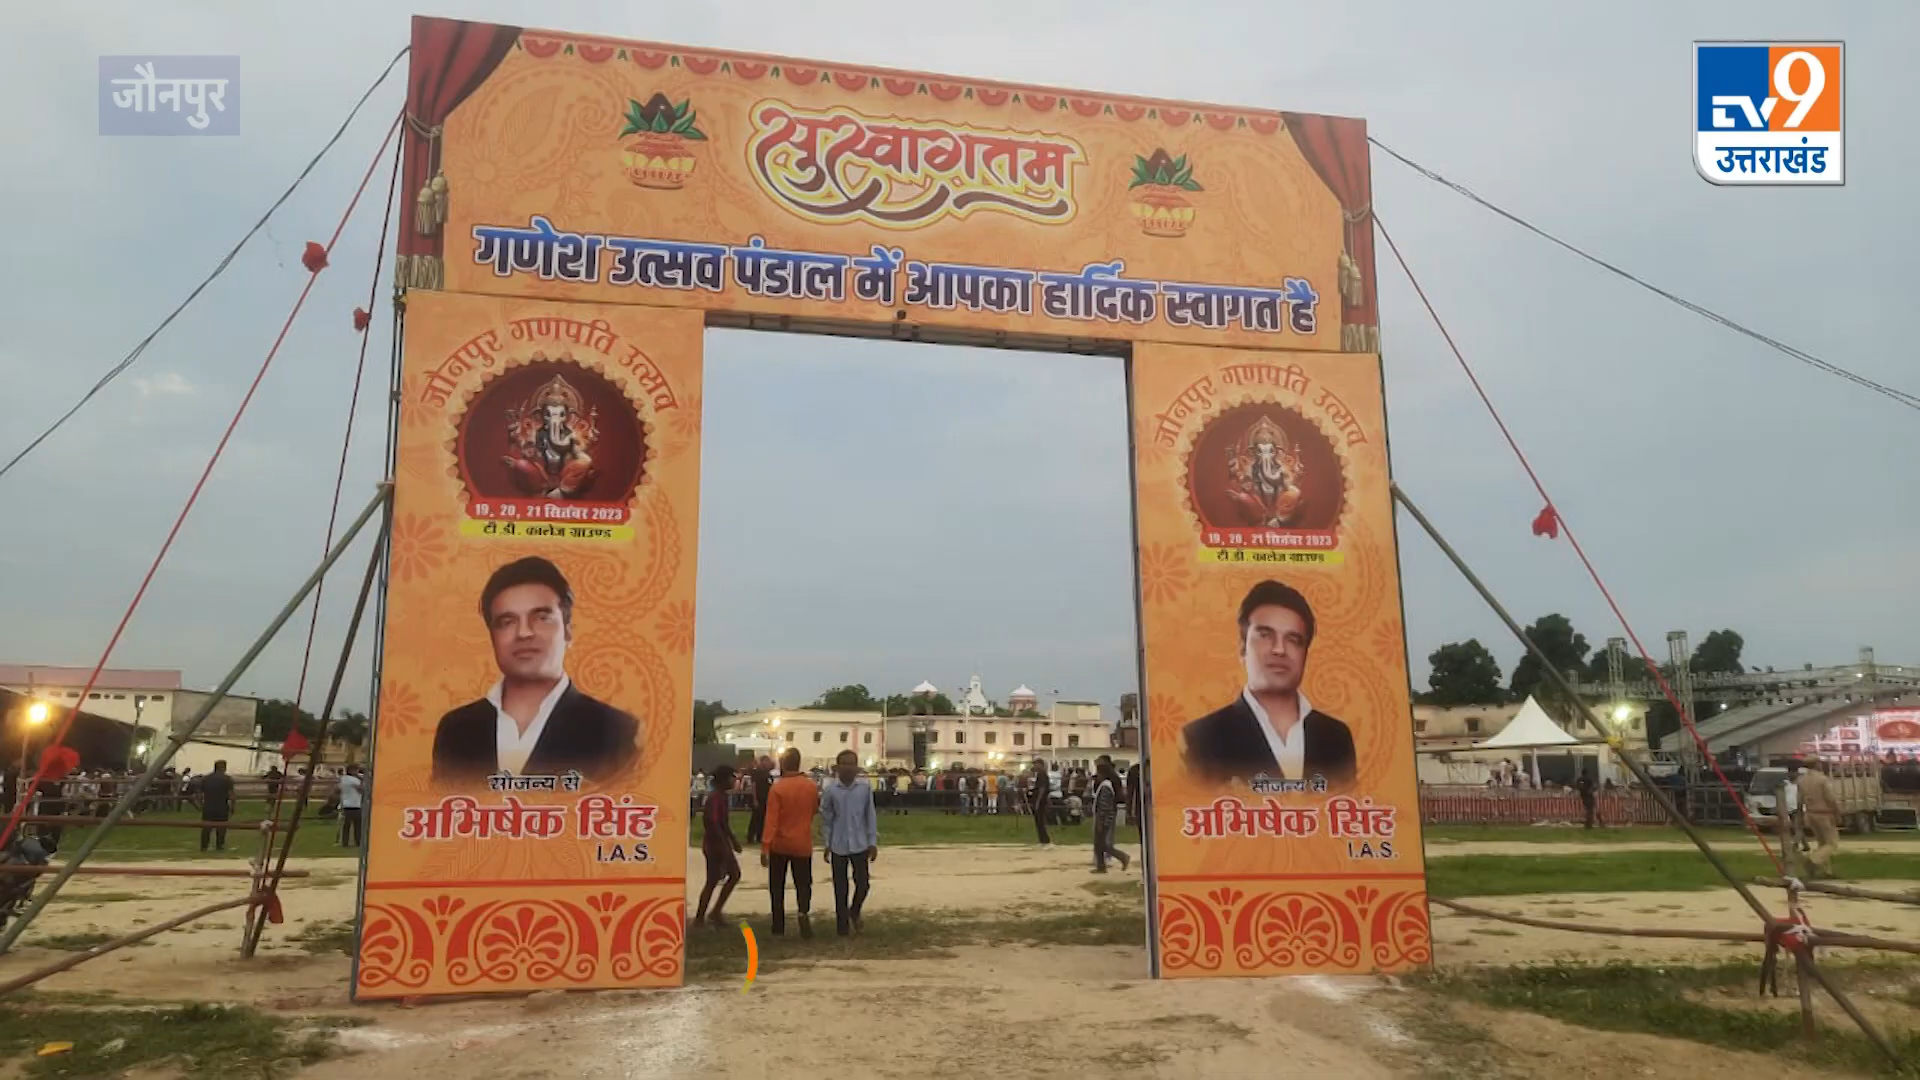 जौनपुर
TV9
उत्तराखंड
सुस्वागतम
गणेश उत्सव पंडाल में आपका हार्दिक स्वागत है
जौनपुर गणपति उत्सव
19, 20, 21 सितंबर 2023
टी.डी. कालेज ग्राउण्ड
सौजन्य से
अभिषेक सिंह
I.A.S.
जौनपुर गणपति उत्सव
19, 20, 21 सितंबर 2023
टी.डी. कालेज ग्राउण्ड
सौजन्य से
अभिषेक सिंह
I.A.S.